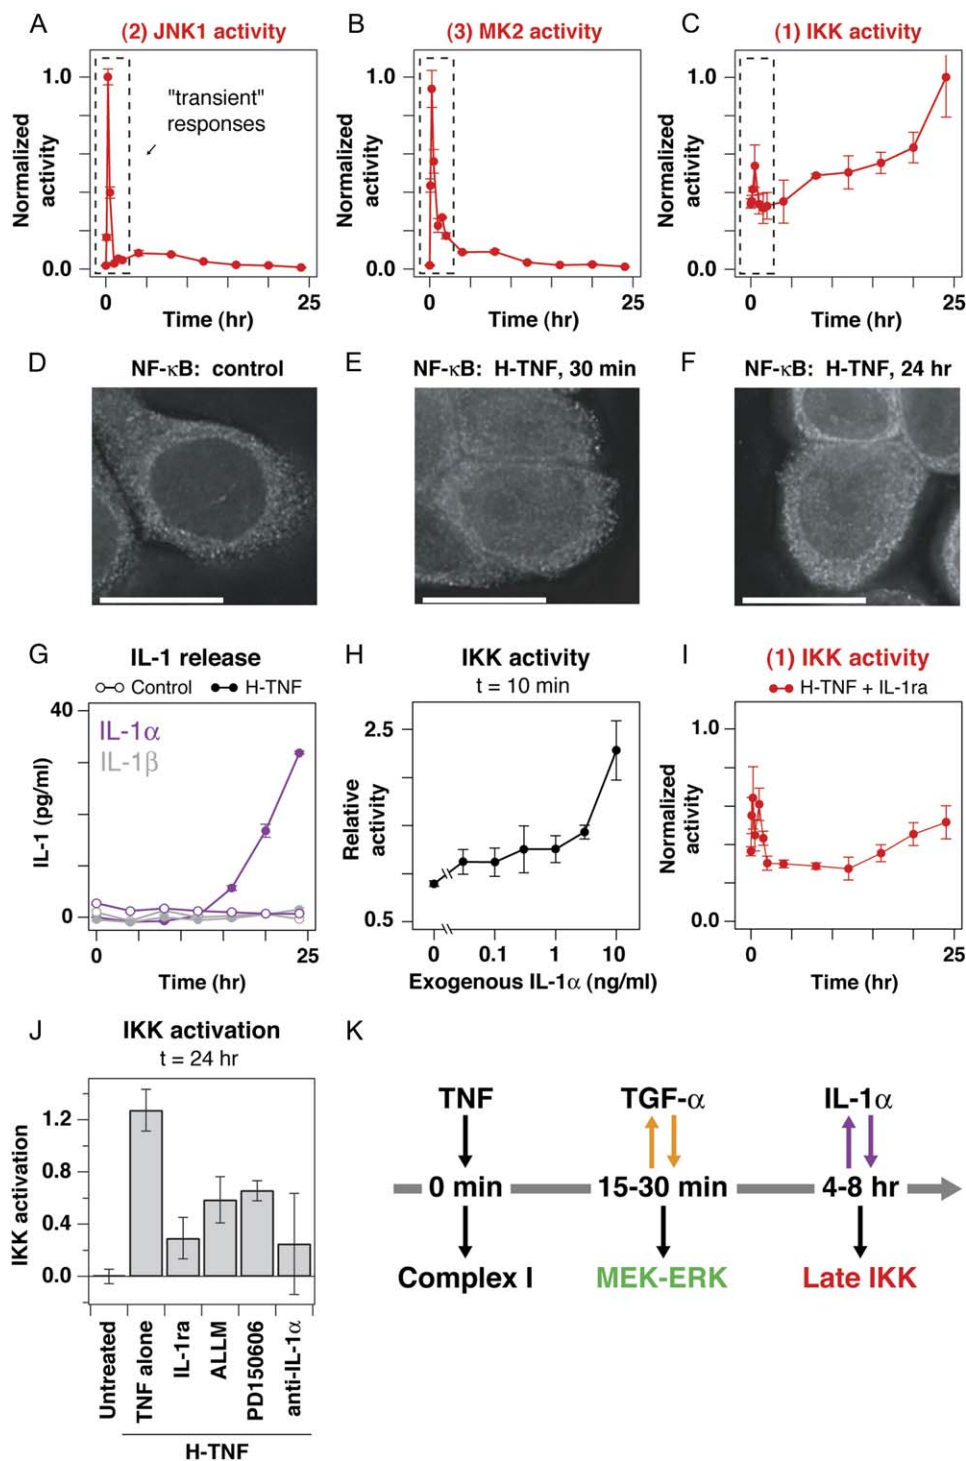 A
(2) JNK1 activity
Normalized
activity
1.0
0.0
"transient"
responses
0
25
Time (hr)
B
(3) MK2 activity
Normalized
activity
1.0
0.0
0
25
Time (hr)
C
(1) IKK activity
Normalized
activity
1.0
0.0
0
25
Time (hr)
D
NF-κB: control
E
NF-κB: H-TNF, 30 min
F
NF-κB: H-TNF, 24 hr
G
IL-1 release
Control
H-TNF
IL-1 (pg/ml)
40
0
IL-1α
IL-1β
0
25
Time (hr)
H
IKK activity
t = 10 min
Relative
activity
2.5
0.5
0
0.1
1
10
Exogenous IL-1α (ng/ml)
I
(1) IKK activity
H-TNF + IL-1ra
Normalized
activity
1.0
0.0
0
25
Time (hr)
J
IKK activation
t = 24 hr
IKK activation
1.2
0.8
0.4
0.0
Untreated
TNF alone
IL-1ra
ALLM
PD150606
anti-IL-1α
H-TNF
K
TNF
TGF-α
IL-1α
0 min
15-30 min
4-8 hr
Complex I
MEK-ERK
Late IKK